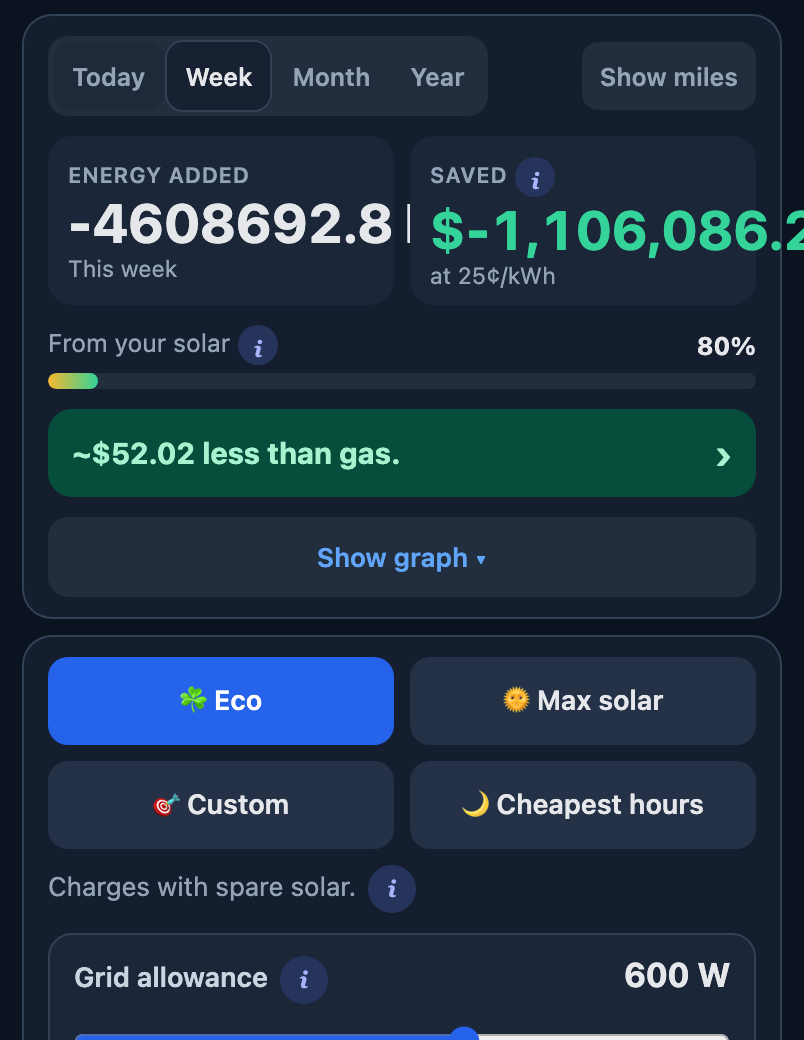 Today Week Month Year Show miles
ENERGY ADDED
-4608692.8
This week
SAVED i
$-1,106,086.2
at 25¢/kWh
From your solar i 80%
~$52.02 less than gas. ›
Show graph ▾
☘️ Eco
🌞 Max solar
🎯 Custom
🌙 Cheapest hours
Charges with spare solar. i
Grid allowance i 600 W